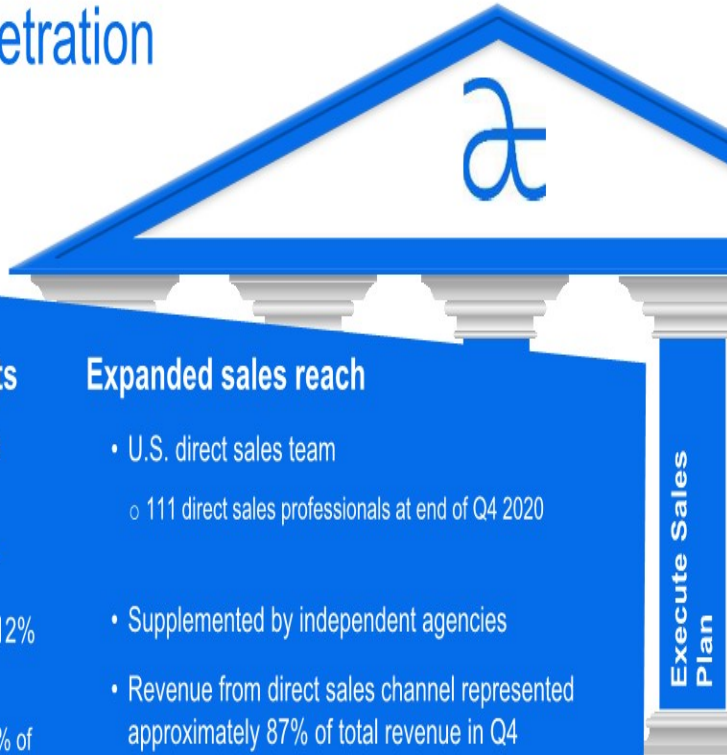 etration
ts
12%
% of
Expanded sales reach
• U.S. direct sales team
o 111 direct sales professionals at end of Q4 2020
• Supplemented by independent agencies
• Revenue from direct sales channel represented
approximately 87% of total revenue in Q4
Execute Sales
Plan